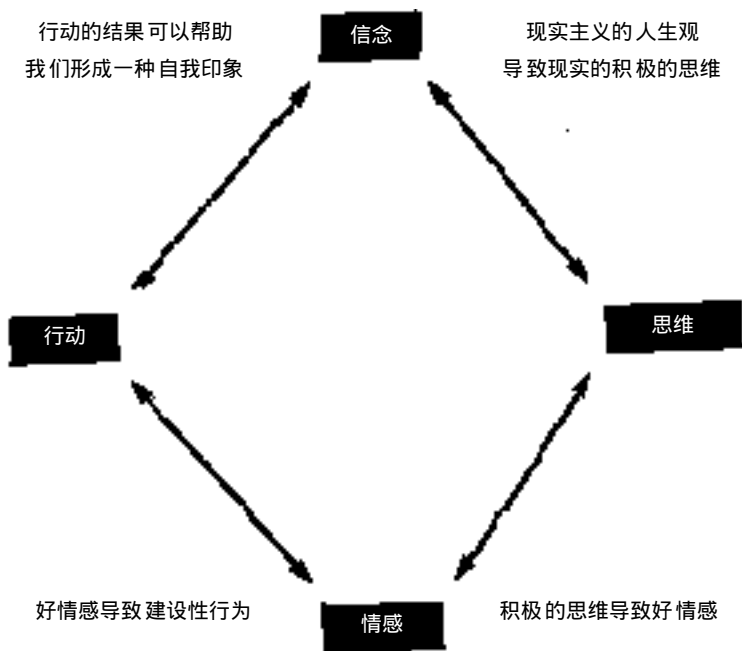 行动的结果可以帮助
我们形成一种自我印象
信念
现实主义的人生观
导致现实的积极的思维
行动
思维
好情感导致建设性行为
情感
积极的思维导致好情感